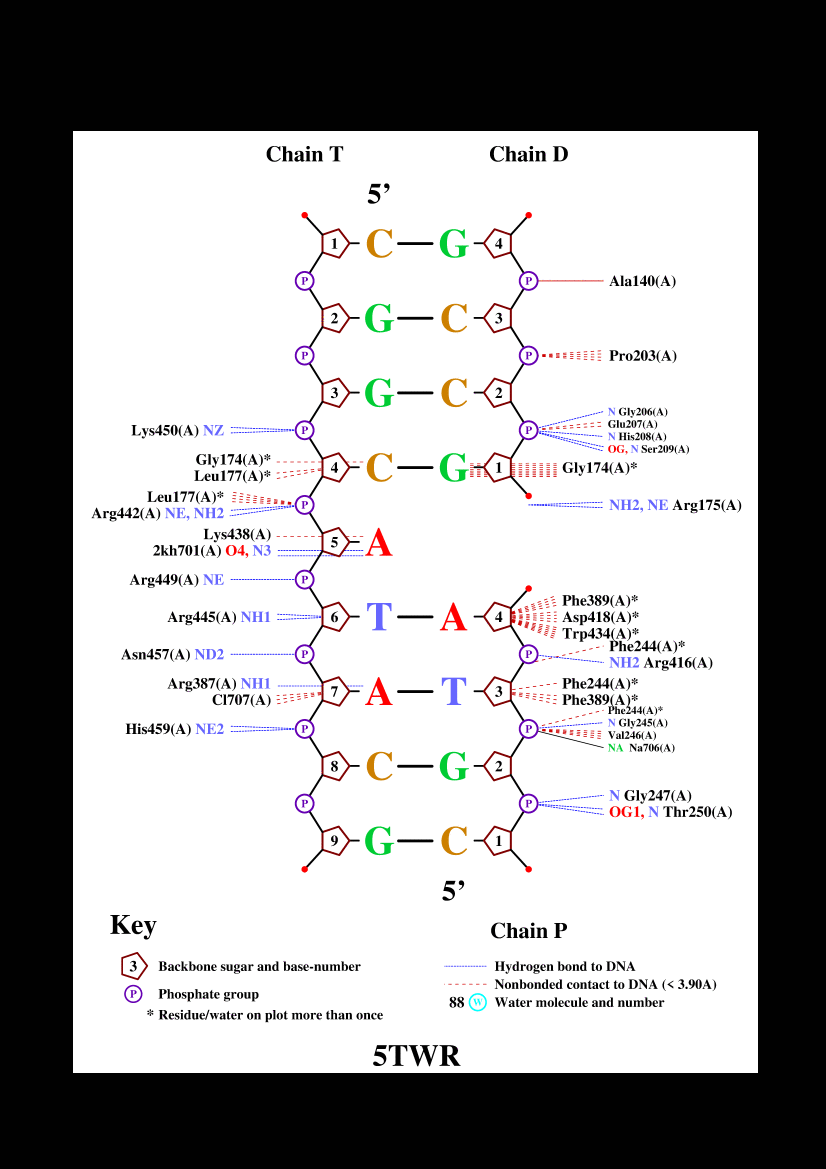 Chain T Chain D
5’
1 C G 4
P P Ala140(A)
2 G C 3
P P Pro203(A)
3 G C 2
N Gly206(A)
Glu207(A)
Lys450(A) NZ P P N His208(A)
OG, N Ser209(A)
Gly174(A)*
4 C G 1 Gly174(A)*
Leu177(A)*
Leu177(A)*
P NH2, NE Arg175(A)
Arg442(A) NE, NH2
Lys438(A)
5 A
2kh701(A) O4, N3
Arg449(A) NE P
Phe389(A)*
Arg445(A) NH1 6 T A 4 Asp418(A)*
Trp434(A)*
Phe244(A)*
Asn457(A) ND2 P P NH2 Arg416(A)
Arg387(A) NH1 Phe244(A)*
7 A T 3
Cl707(A) Phe389(A)*
Phe244(A)*
N Gly245(A)
His459(A) NE2 P P Val246(A)
NA Na706(A)
8 C G 2
N Gly247(A)
P P
OG1, N Thr250(A)
9 G C 1
5’
Key Chain P
3 Backbone sugar and base-number
P Phosphate group
* Residue/water on plot more than once
Hydrogen bond to DNA
Nonbonded contact to DNA (< 3.90A)
88 W Water molecule and number
5TWR